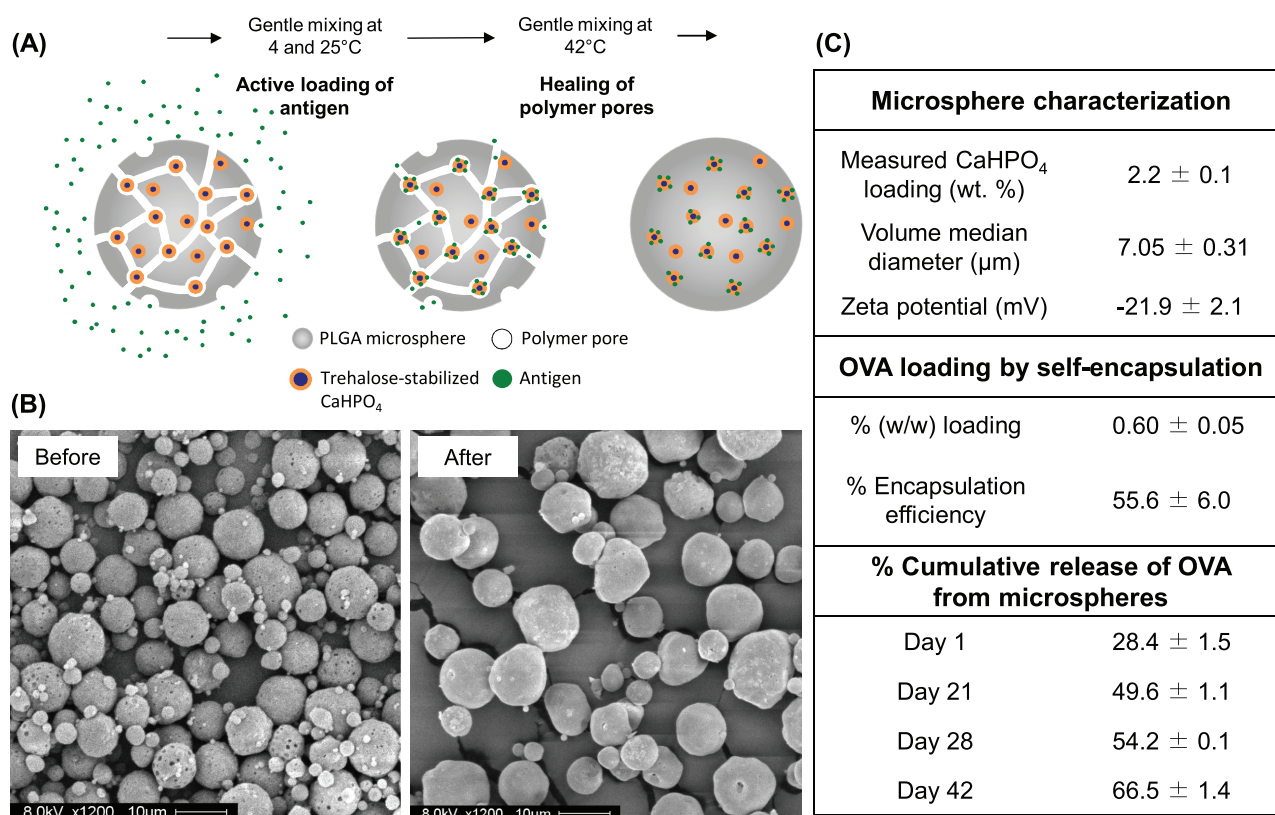 (A)
Gentle mixing at
4 and 25°C
Active loading of
antigen
Gentle mixing at
42°C
Healing of
polymer pores
PLGA microsphere
Polymer pore
Trehalose-stabilized
CaHPO₄
Antigen
(B)
Before
8.0kV x1200 10μm
After
8.0kV x1200 10μm
(C)
Microsphere characterization
Measured CaHPO₄
loading (wt. %)
2.2 ± 0.1
Volume median
diameter (μm)
7.05 ± 0.31
Zeta potential (mV)
-21.9 ± 2.1
OVA loading by self-encapsulation
% (w/w) loading
0.60 ± 0.05
% Encapsulation
efficiency
55.6 ± 6.0
% Cumulative release of OVA
from microspheres
Day 1
28.4 ± 1.5
Day 21
49.6 ± 1.1
Day 28
54.2 ± 0.1
Day 42
66.5 ± 1.4